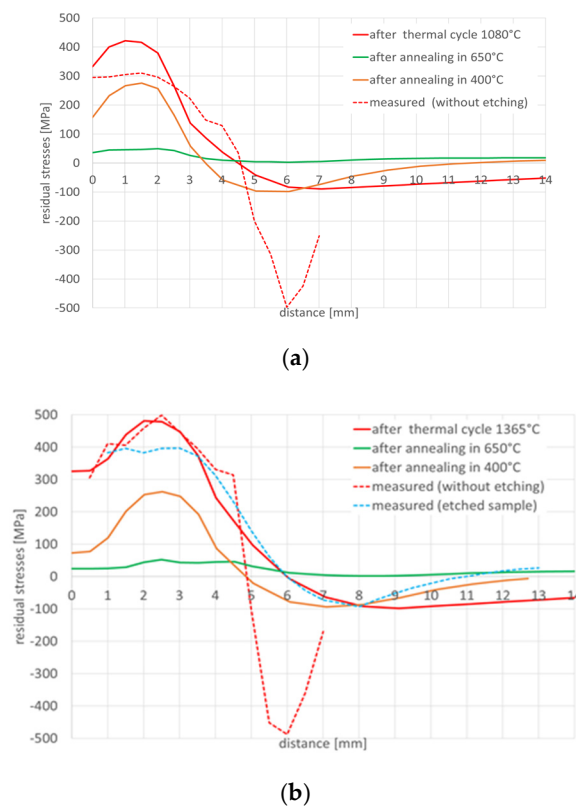 500
400
300
200
100
0
-100
-200
-300
-400
-500
residual stresses [MPa]
after thermal cycle 1080°C
after annealing in 650°C
after annealing in 400°C
measured (without etching)
0 1 2 3 4 5 6 7 8 9 10 11 12 13 14
distance [mm]
(a)
500
400
300
200
100
0
-100
-200
-300
-400
-500
residual stresses [MPa]
after thermal cycle 1365°C
after annealing in 650°C
after annealing in 400°C
measured (without etching)
measured (etched sample)
0 1 2 3 4 5 6 7 8 9 10 11 12 13 14
distance [mm]
(b)